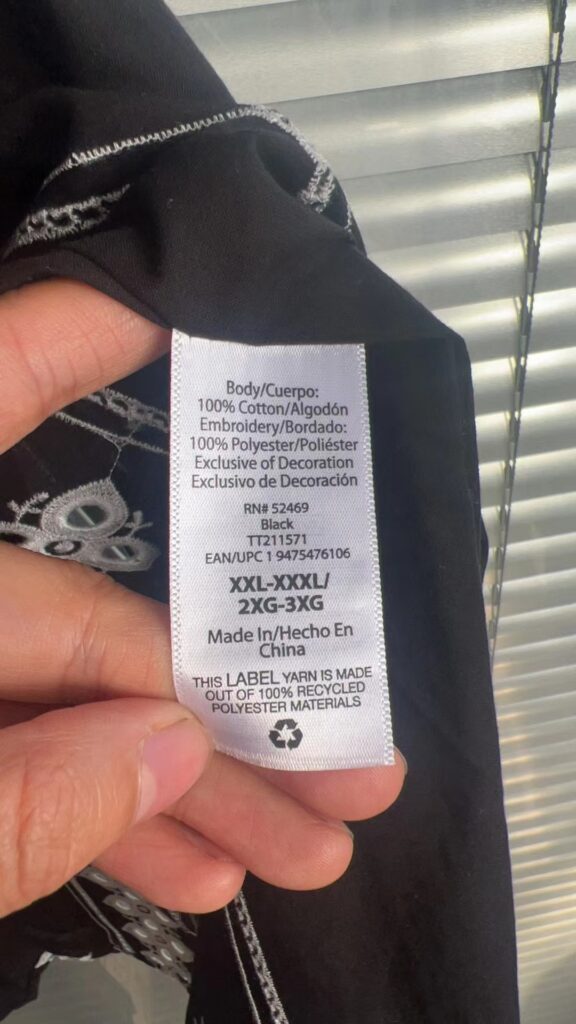 Body/Cuerpo:
100% Cotton/Algodón
Embroidery/Bordado:
100% Polyester/Poliéster
Exclusive of Decoration
Exclusivo de Decoración
RN# 52469
Black
TT211571
EAN/UPC 1 9475476106
XXL-XXXL/
2XG-3XG
Made In/Hecho En
China
THIS LABEL YARN IS MADE
OUT OF 100% RECYCLED
POLYESTER MATERIALS